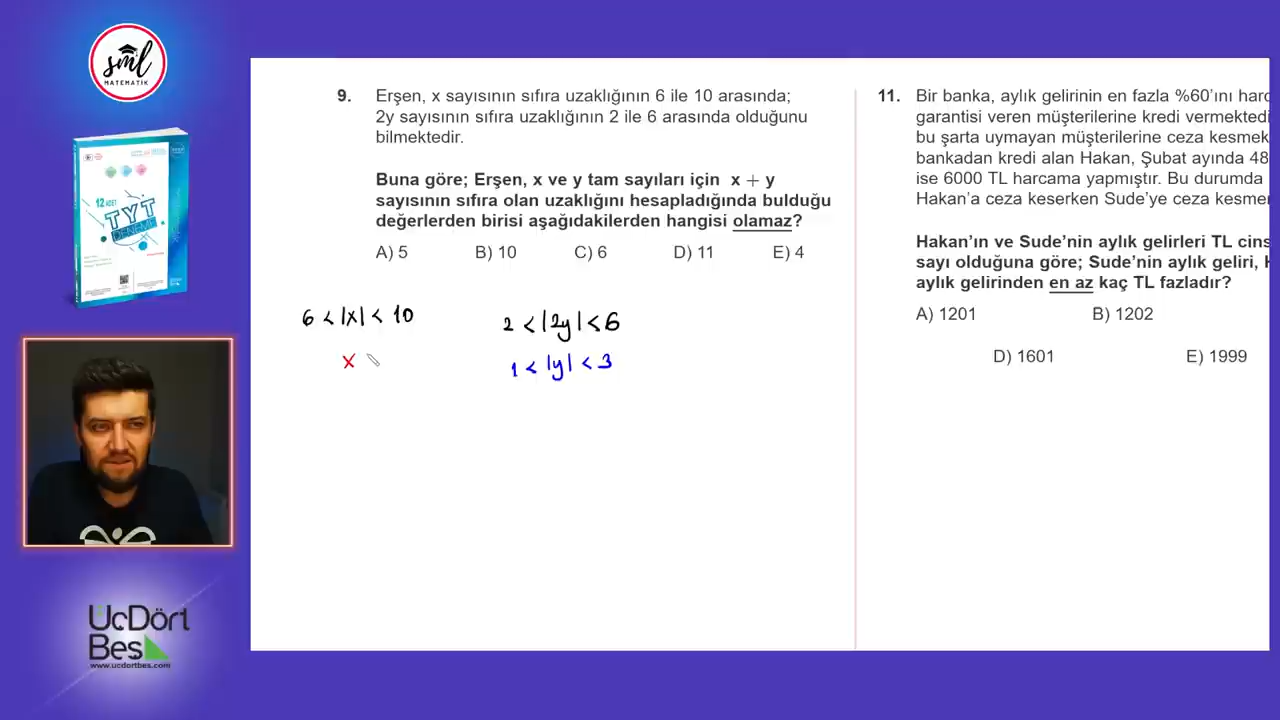 sml
MATEMATİK
12 ADET
TYT
DENEME
ÜcDört
Beş
www.ucdortbes.com
9. Erşen, x sayısının sıfıra uzaklığının 6 ile 10 arasında;
2y sayısının sıfıra uzaklığının 2 ile 6 arasında olduğunu
bilmektedir.
Buna göre; Erşen, x ve y tam sayıları için x + y
sayısının sıfıra olan uzaklığını hesapladığında bulduğu
değerlerden birisi aşağıdakilerden hangisi olamaz?
A) 5 B) 10 C) 6 D) 11 E) 4
6 < |x| < 10 2 < |2y| < 6
x 1 < |y| < 3
11. Bir banka, aylık gelirinin en fazla %60'ını harc
garantisi veren müşterilerine kredi vermektedi
bu şarta uymayan müşterilerine ceza kesmek
bankadan kredi alan Hakan, Şubat ayında 48
ise 6000 TL harcama yapmıştır. Bu durumda
Hakan'a ceza keserken Sude'ye ceza kesme
Hakan'ın ve Sude'nin aylık gelirleri TL cins
sayı olduğuna göre; Sude'nin aylık geliri, H
aylık gelirinden en az kaç TL fazladır?
A) 1201 B) 1202
D) 1601 E) 1999